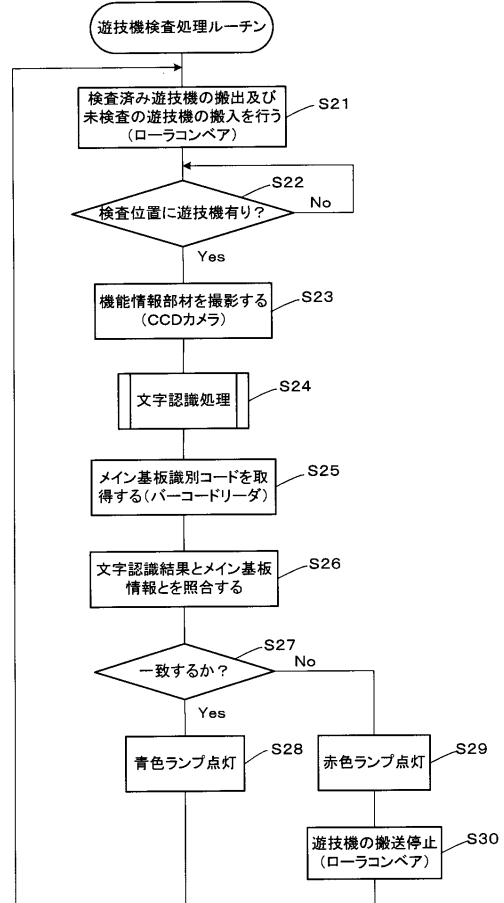 遊技機検査処理ルーチン
検査済み遊技機の搬出及び
未検査の遊技機の搬入を行う
(ローラコンベア)
S21
検査位置に遊技機有り?
S22
No
Yes
機能情報部材を撮影する
(CCDカメラ)
S23
文字認識処理
S24
メイン基板識別コードを取
得する(バーコードリーダ)
S25
文字認識結果とメイン基板
情報とを照合する
S26
一致するか?
S27
No
Yes
青色ランプ点灯
S28
赤色ランプ点灯
S29
遊技機の搬送停止
(ローラコンベア)
S30